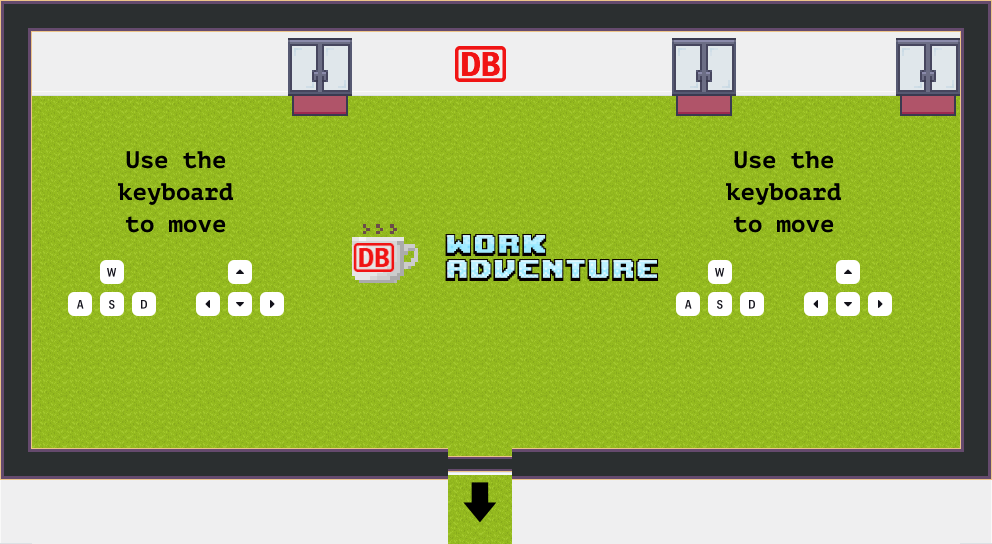 DB
Use the
keyboard
to move
W
A S D
DB
WORK
ADVENTURE
Use the
keyboard
to move
W
A S D